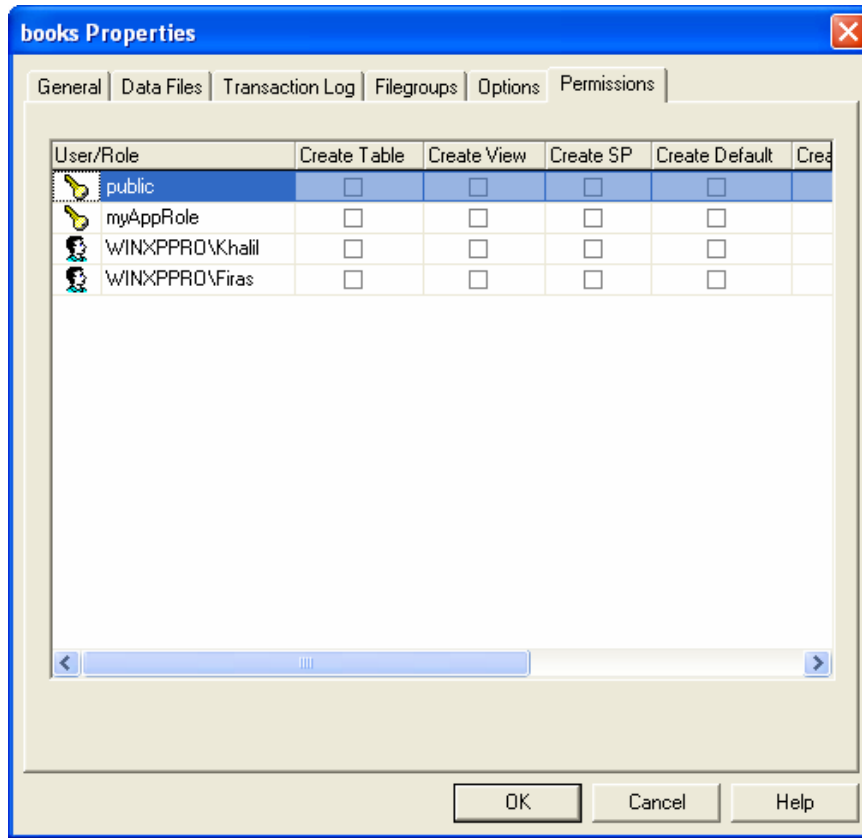 books Properties
General Data Files Transaction Log Filegroups Options Permissions
User/Role Create Table Create View Create SP Create Default Crea
public
myAppRole
WINXPPRO\Khalil
WINXPPRO\Firas
OK Cancel Help